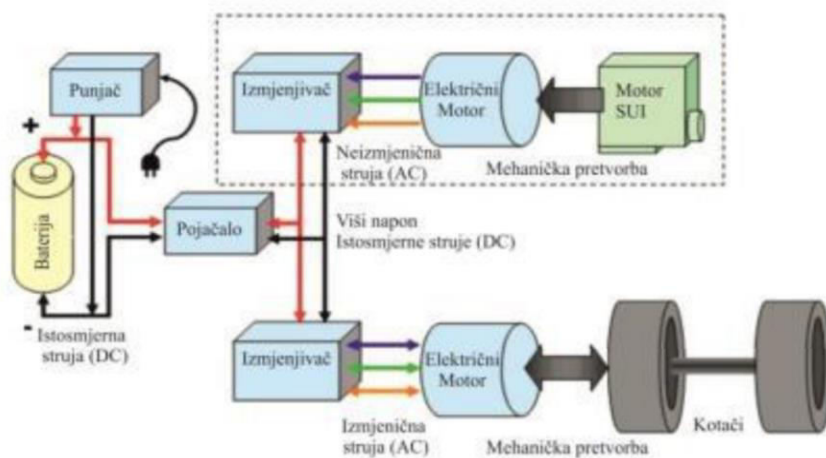 Punjač
Izmjenjivač
Električni
Motor
Motor
SUI
+
Neizmjenična
struja (AC)
Mehanička pretvorba
Baterija
Pojačalo
Viši napon
Istosmjerne struje (DC)
-
Istosmjerna
struja (DC)
Izmjenjivač
Električni
Motor
Izmjenična
struja (AC)
Mehanička pretvorba
Kotači